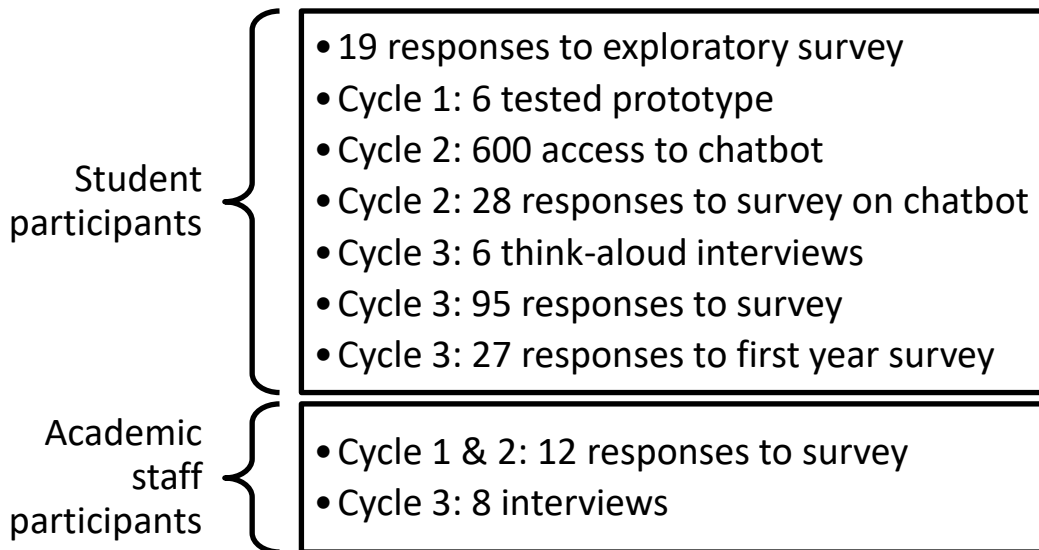 Student
participants
• 19 responses to exploratory survey
• Cycle 1: 6 tested prototype
• Cycle 2: 600 access to chatbot
• Cycle 2: 28 responses to survey on chatbot
• Cycle 3: 6 think-aloud interviews
• Cycle 3: 95 responses to survey
• Cycle 3: 27 responses to first year survey
Academic
staff
participants
• Cycle 1 & 2: 12 responses to survey
• Cycle 3: 8 interviews